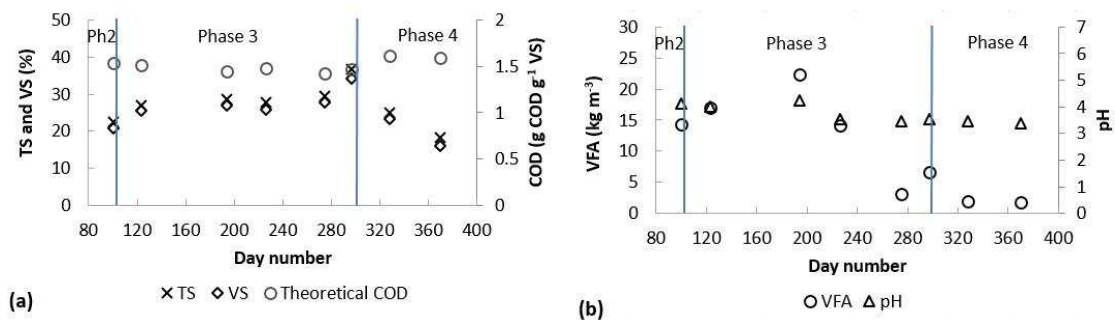 Ph2 Phase 3 Phase 4
TS and VS (%)
50
40
30
20
10
0
COD (g COD g⁻¹ VS)
2
1.5
1
0.5
0
80 120 160 200 240 280 320 360 400
Day number
(a)
× TS ◇ VS ○ Theoretical COD
Ph2 Phase 3 Phase 4
VFA (kg m⁻³)
30
25
20
15
10
5
0
pH
7
6
5
4
3
2
1
0
80 120 160 200 240 280 320 360 400
Day number
(b)
○ VFA △ pH